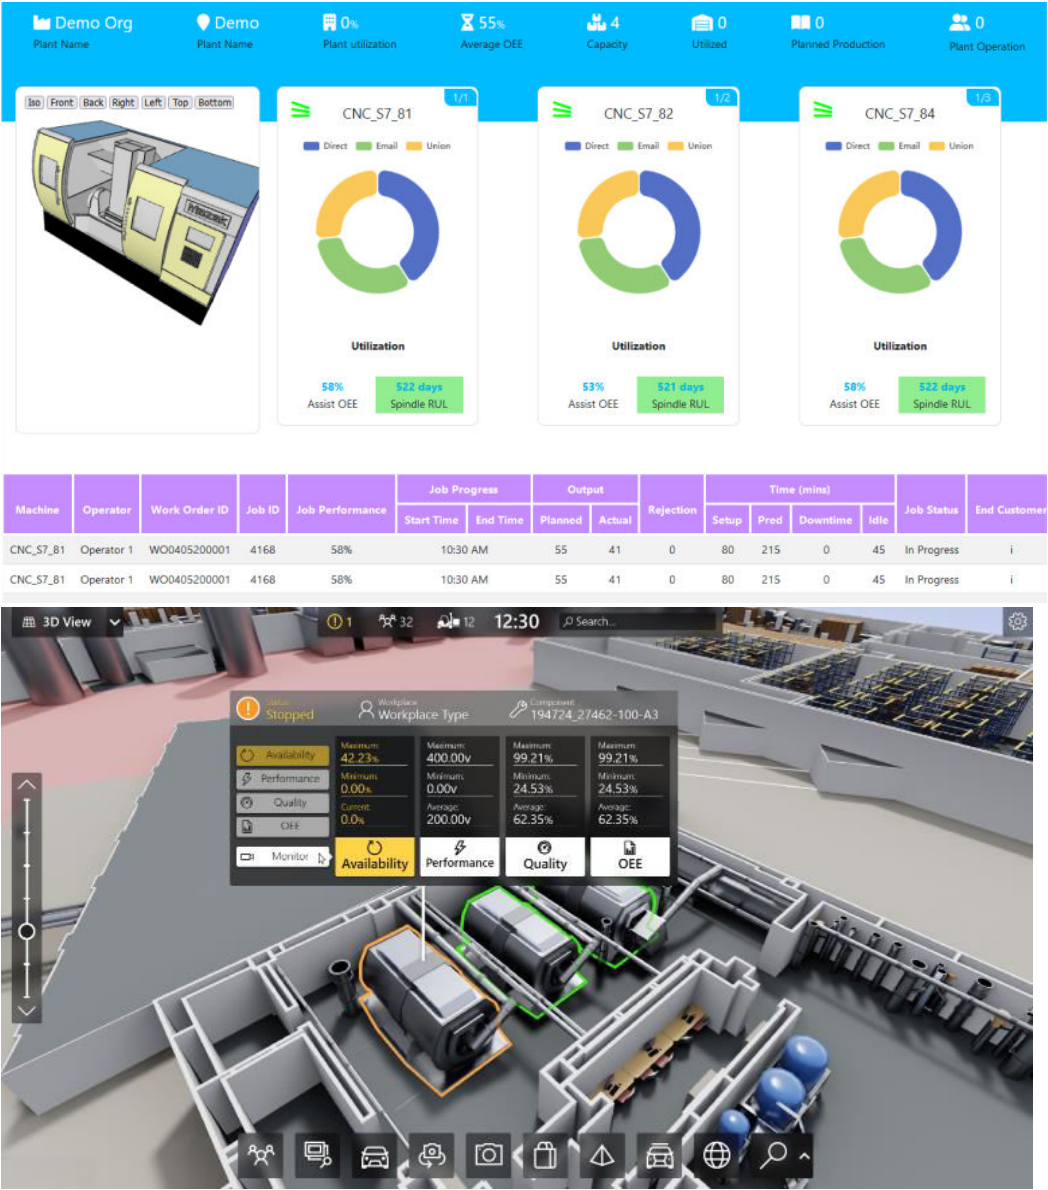 Demo Org
Plant Name
Demo
Plant Name
0%
Plant utilization
55%
Average OEE
4
Capacity
0
Utilized
0
Planned Production
0
Plant Operation
Iso Front Back Right Left Top Bottom
1/1
CNC_S7_81
Direct Email Union
Utilization
58%
Assist OEE
522 days
Spindle RUL
1/2
CNC_S7_82
Direct Email Union
Utilization
53%
Assist OEE
521 days
Spindle RUL
1/3
CNC_S7_84
Direct Email Union
Utilization
58%
Assist OEE
522 days
Spindle RUL
Job Progress Output Time (mins)
Machine Operator Work Order ID Job ID Job Performance Rejection Job Status End Customer
Start Time End Time Planned Actual Setup Pred Downtime Idle
CNC_S7_81 Operator 1 WO0405200001 4168 58% 10:30 AM 55 41 0 80 215 0 45 In Progress i
CNC_S7_81 Operator 1 WO0405200001 4168 58% 10:30 AM 55 41 0 80 215 0 45 In Progress i
3D View 1 32 12 12:30 Search...
Status
Stopped
Workplace
Workplace Type
Component
194724_27462-100-A3
Availability
Performance
Quality
OEE
Monitor
Maximum:
42.23%
Minimum:
0.00%
Current:
0.0%
Availability
Maximum:
400.00v
Minimum:
0.00v
Average:
200.00v
Performance
Maximum:
99.21%
Minimum:
24.53%
Average:
62.35%
Quality
Maximum:
99.21%
Minimum:
24.53%
Average:
62.35%
OEE